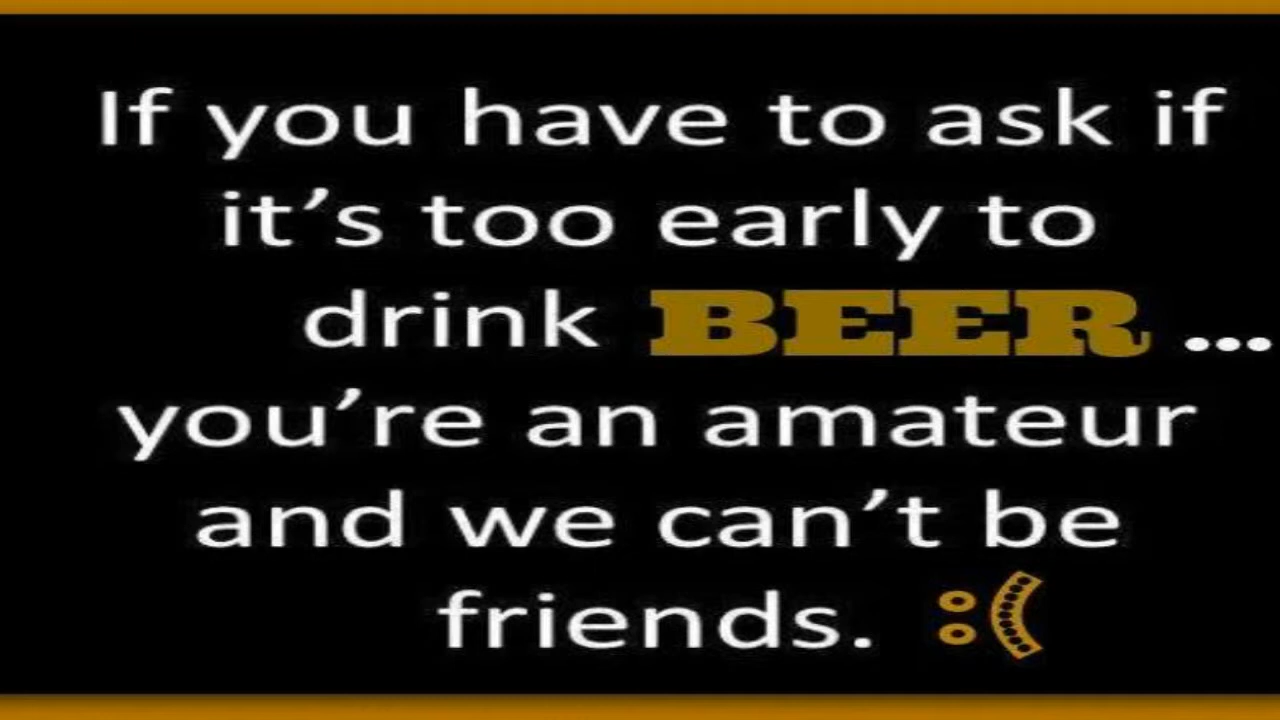 If you have to ask if
it’s too early to
drink BEER ...
you’re an amateur
and we can’t be
friends. :(